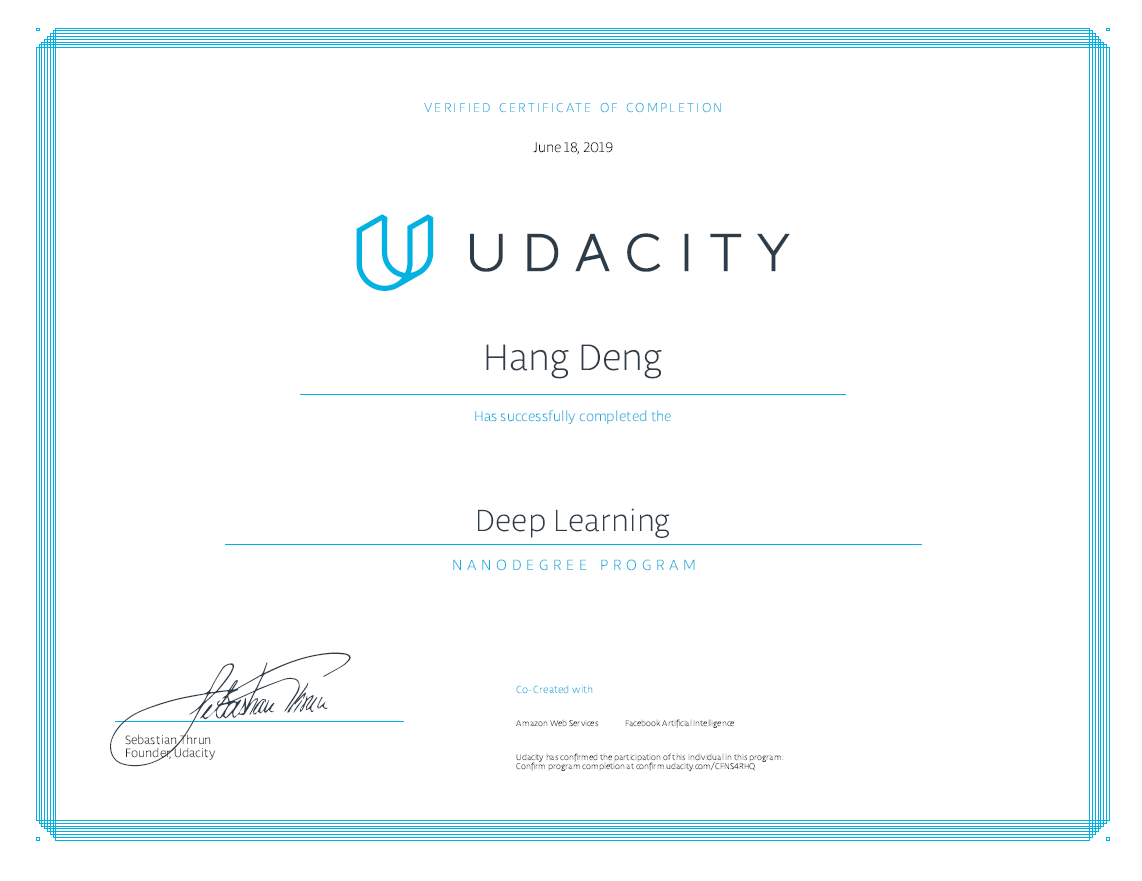 VERIFIED CERTIFICATE OF COMPLETION
June 18, 2019
UDACITY
Hang Deng
Has successfully completed the
Deep Learning
NANODEGREE PROGRAM
Sebastian Thrun
Sebastian Thrun
Founder, Udacity
Co-Created with
Amazon Web Services Facebook Artificial Intelligence
Udacity has confirmed the participation of this individual in this program.
Confirm program completion at confirm.udacity.com/CFNS4RHQ